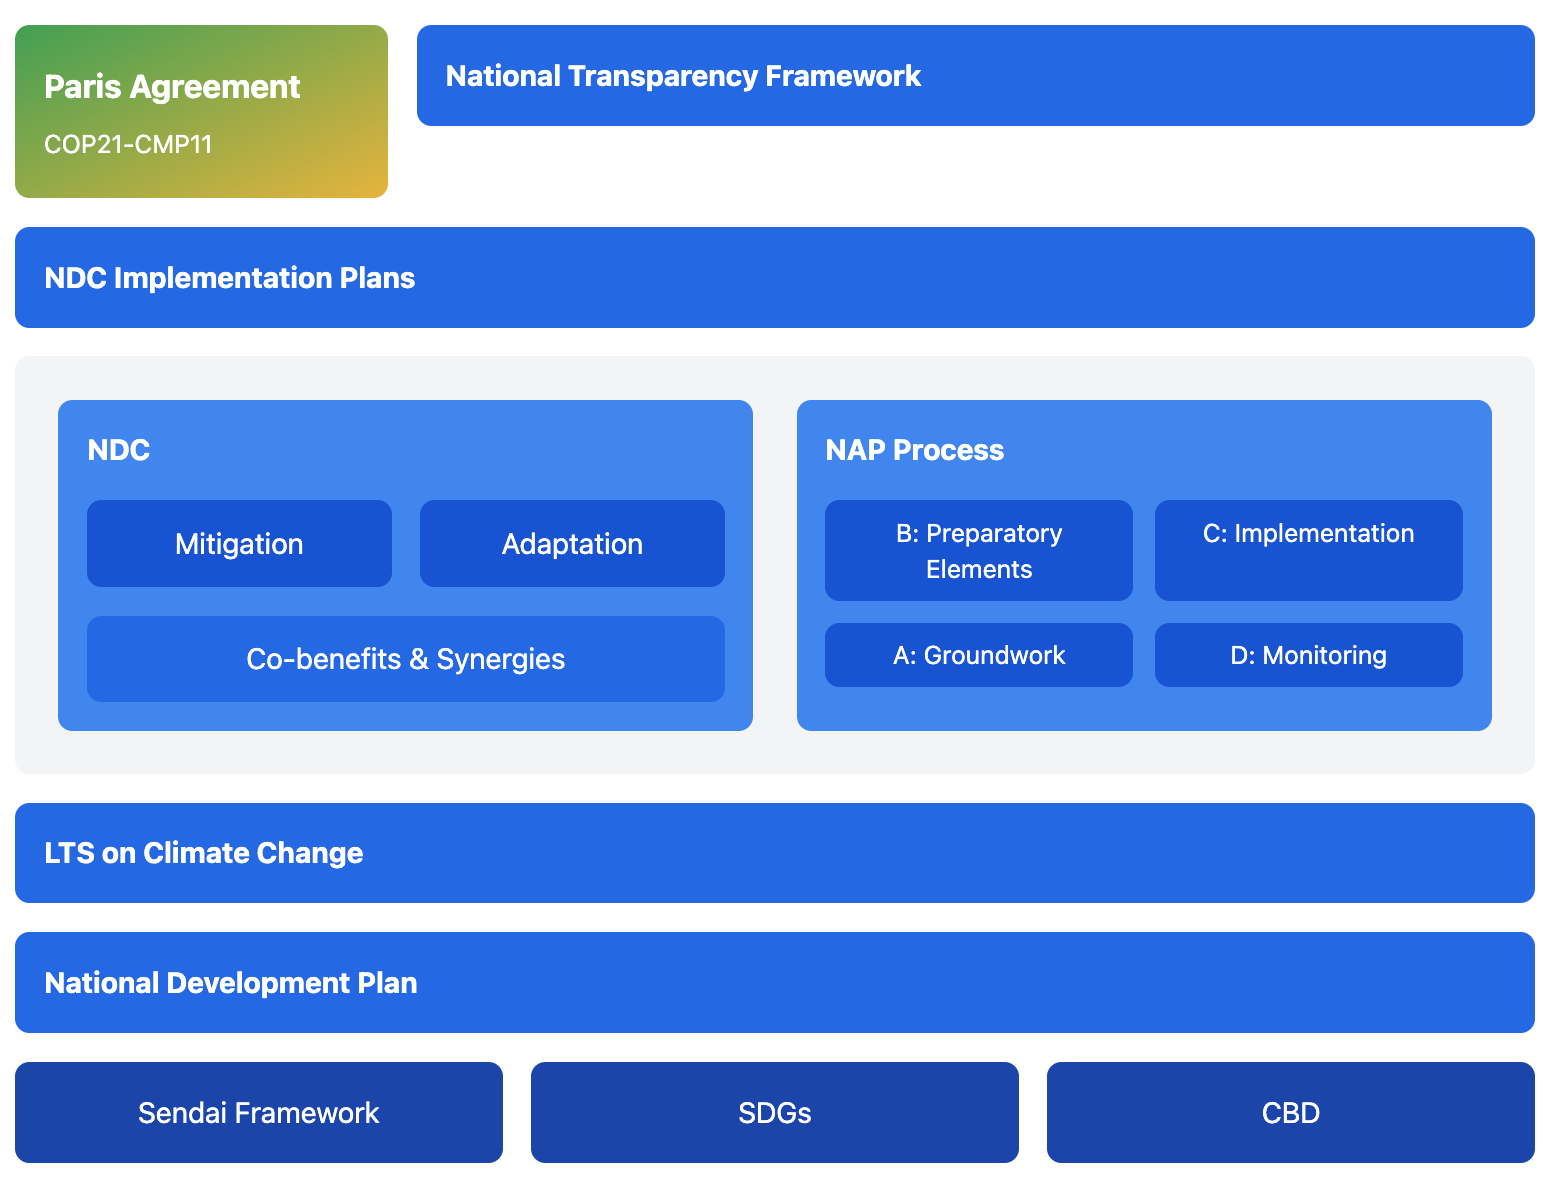 Paris Agreement
COP21-CMP11
National Transparency Framework
NDC Implementation Plans
NDC
Mitigation
Adaptation
Co-benefits & Synergies
NAP Process
B: Preparatory
Elements
C: Implementation
A: Groundwork
D: Monitoring
LTS on Climate Change
National Development Plan
Sendai Framework
SDGs
CBD